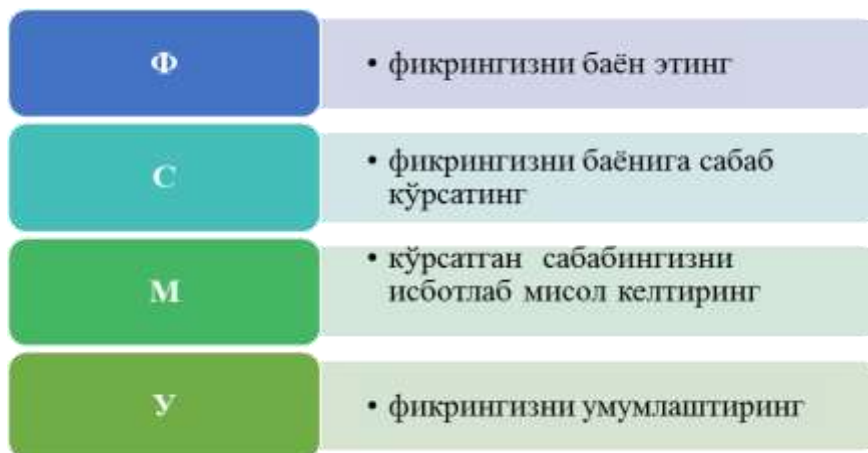 Ф
• фикрингизни баён этинг
С
• фикрингизни баёнига сабаб
кўрсатинг
М
• кўрсатган сабабингизни
исботлаб мисол келтиринг
У
• фикрингизни умумлаштиринг